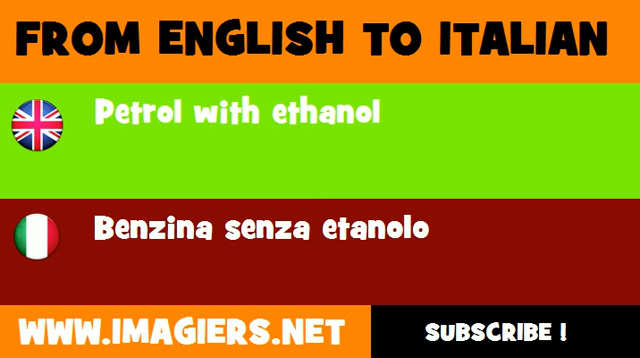 FROM ENGLISH TO ITALIAN
Petrol with ethanol
Benzina senza etanolo
WWW.IMAGIERS.NET
SUBSCRIBE !